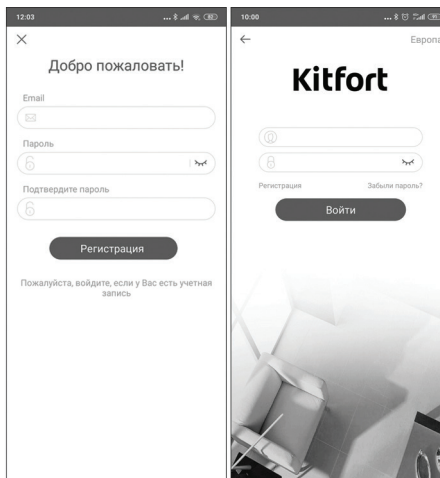 12:03
Добро пожаловать!
Email
Пароль
Подтвердите пароль
Регистрация
Пожалуйста, войдите, если у Вас есть учетная
запись
10:00
Европа
Kitfort
Регистрация Забыли пароль?
Войти